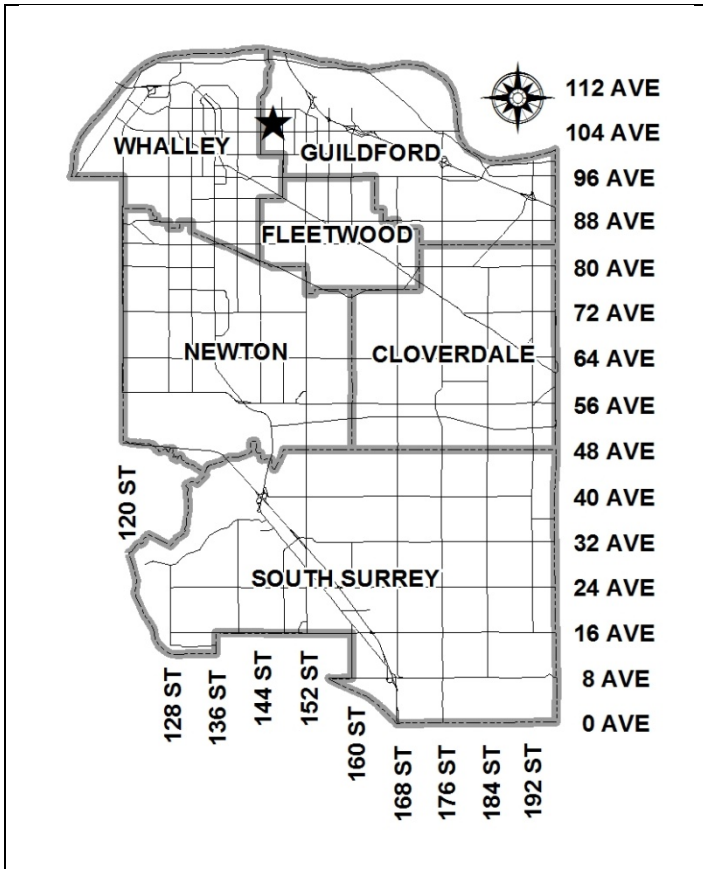 112 AVE
104 AVE
WHALLEY
GUILDFORD
96 AVE
88 AVE
FLEETWOOD
80 AVE
72 AVE
NEWTON
CLOVERDALE
64 AVE
56 AVE
48 AVE
120 ST
40 AVE
32 AVE
SOUTH SURREY
24 AVE
16 AVE
8 AVE
0 AVE
128 ST
136 ST
144 ST
152 ST
160 ST
168 ST
176 ST
184 ST
192 ST